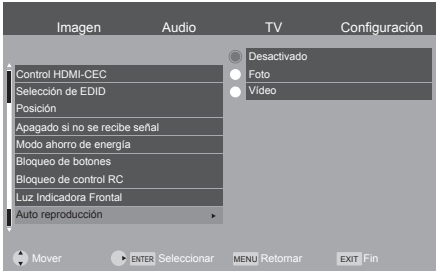 Imagen Audio TV Configuración
Desactivado
Foto
Vídeo
Control HDMI-CEC
Selección de EDID
Posición
Apagado si no se recibe señal
Modo ahorro de energía
Bloqueo de botones
Bloqueo de control RC
Luz Indicadora Frontal
Auto reproducción
Mover ENTER Seleccionar MENU Retornar EXIT Fin